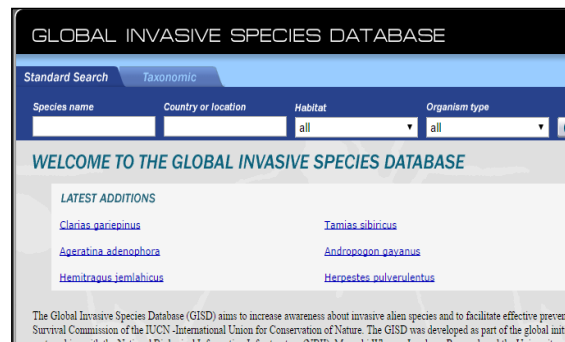 GLOBAL INVASIVE SPECIES DATABASE
Standard Search Taxonomic
Species name Country or location Habitat Organism type
all all
WELCOME TO THE GLOBAL INVASIVE SPECIES DATABASE
LATEST ADDITIONS
Clarias gariepinus Tamias sibiricus
Ageratina adenophora Andropogon gayanus
Hemitragus jemlahicus Herpestes pulverulentus
The Global Invasive Species Database (GISD) aims to increase awareness about invasive alien species and to facilitate effective preven
Survival Commission of the IUCN -International Union for Conservation of Nature. The GISD was developed as part of the global init